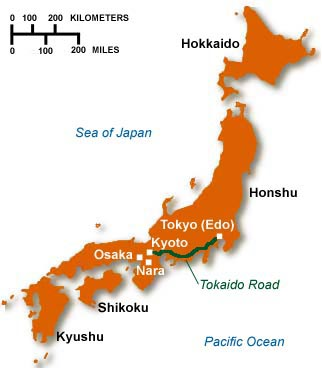 0 100 200 KILOMETERS
0 100 200 MILES
Hokkaido
Sea of Japan
Honshu
Tokyo (Edo)
Kyoto
Osaka
Nara
Tokaido Road
Shikoku
Kyushu
Pacific Ocean